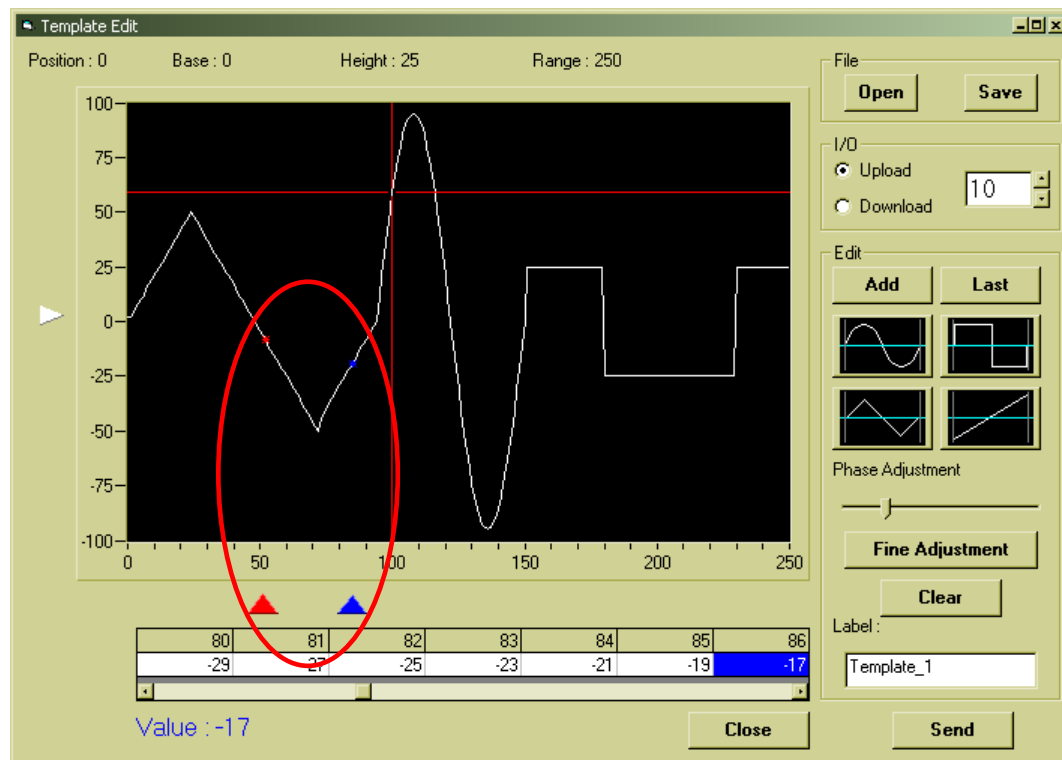 Template Edit
Position : 0 Base : 0 Height : 25 Range : 250
100
75
50
25
0
-25
-50
-75
-100
0 50 100 150 200 250
80 81 82 83 84 85 86
-29 -27 -25 -23 -21 -19 -17
Value : -17
Close
File
Open Save
I/O
Upload
Download
10
Edit
Add Last
Phase Adjustment
Fine Adjustment
Clear
Label :
Template_1
Send